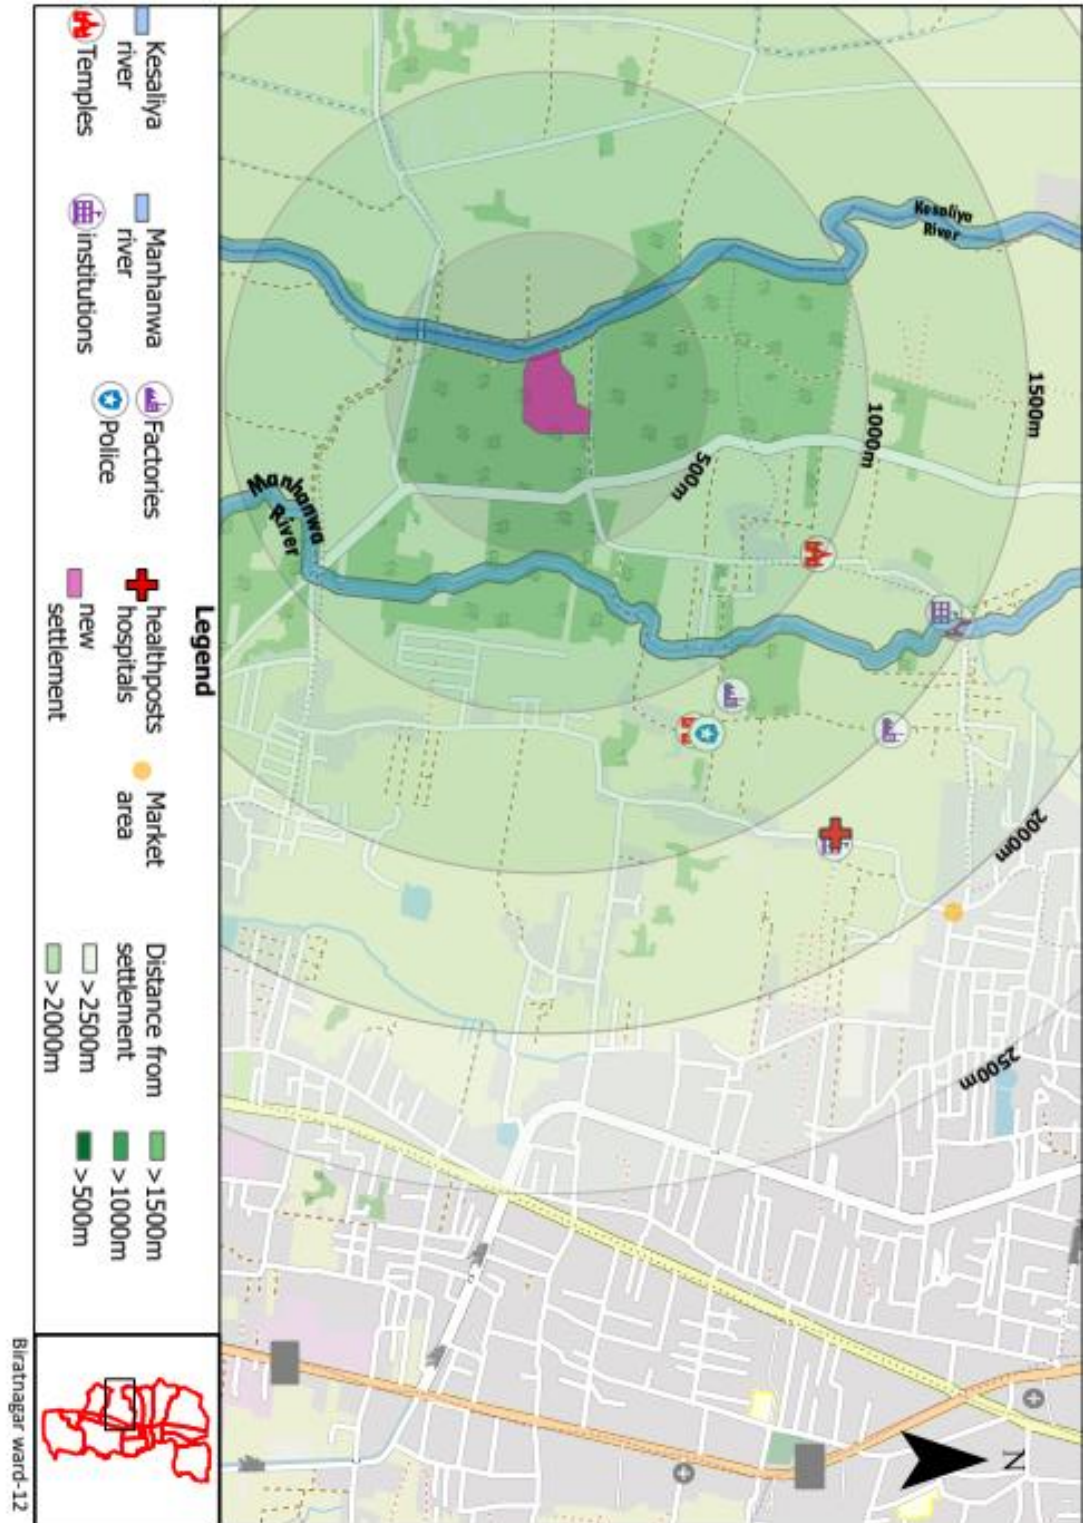 N
Kesaliya
River
1500m
1000m
500m
2000m
2500m
Manhanwa
River
Legend
Kesaliya
river
Manhanwa
river
Factories
healthposts
hospitals
Market
area
Distance from
settlement
>2500m
>2000m
>1500m
>1000m
>500m
Temples
institutions
Police
new
settlement
Biratnagar ward-12